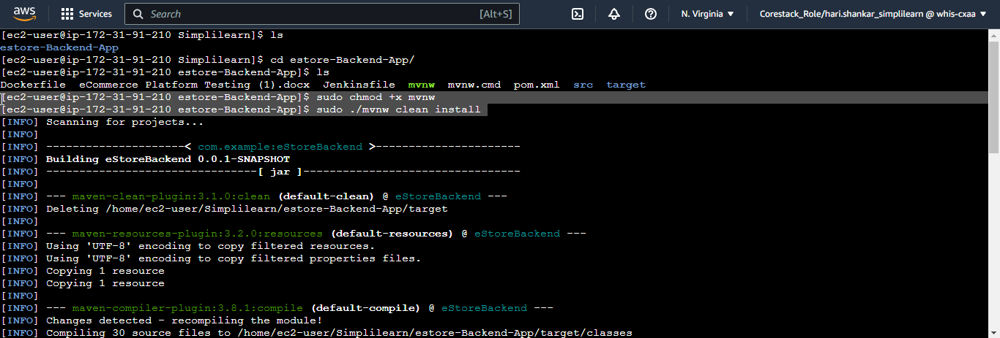 aws Services Search [Alt+S] N. Virginia ▼ Corestack_Role/hari.shankar_simplilearn @ whis-cxaa ▼
[ec2-user@ip-172-31-91-210 Simplilearn]$ ls
estore-Backend-App
[ec2-user@ip-172-31-91-210 Simplilearn]$ cd estore-Backend-App/
[ec2-user@ip-172-31-91-210 estore-Backend-App]$ ls
Dockerfile  eCommerce Platform Testing (1).docx  Jenkinsfile  mvnw  mvnw.cmd  pom.xml  src  target
[ec2-user@ip-172-31-91-210 estore-Backend-App]$ sudo chmod +x mvnw
[ec2-user@ip-172-31-91-210 estore-Backend-App]$ sudo ./mvnw clean install
[INFO] Scanning for projects...
[INFO]
[INFO] ---------------------< com.example:eStoreBackend >----------------------
[INFO] Building eStoreBackend 0.0.1-SNAPSHOT
[INFO] --------------------------------[ jar ]---------------------------------
[INFO]
[INFO] --- maven-clean-plugin:3.1.0:clean (default-clean) @ eStoreBackend ---
[INFO] Deleting /home/ec2-user/Simplilearn/estore-Backend-App/target
[INFO]
[INFO] --- maven-resources-plugin:3.2.0:resources (default-resources) @ eStoreBackend ---
[INFO] Using 'UTF-8' encoding to copy filtered resources.
[INFO] Using 'UTF-8' encoding to copy filtered properties files.
[INFO] Copying 1 resource
[INFO] Copying 1 resource
[INFO]
[INFO] --- maven-compiler-plugin:3.8.1:compile (default-compile) @ eStoreBackend ---
[INFO] Changes detected - recompiling the module!
[INFO] Compiling 30 source files to /home/ec2-user/Simplilearn/estore-Backend-App/target/classes